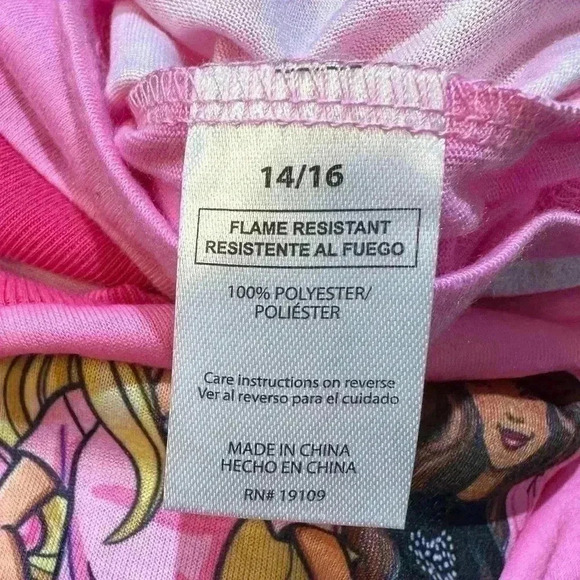 14/16
FLAME RESISTANT
RESISTENTE AL FUEGO
100% POLYESTER/
POLIÉSTER
Care instructions on reverse
Ver al reverso para el cuidado
MADE IN CHINA
HECHO EN CHINA
RN# 19109